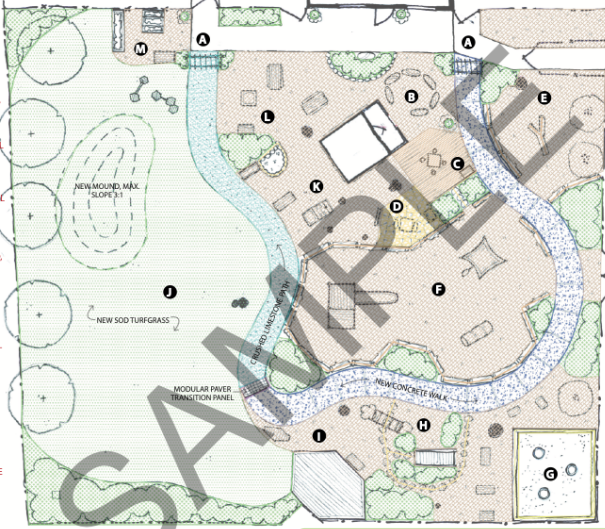 A
A
M
B
E
L
C
K
NEW MOUND, MAX.
SLOPE 3:1
D
F
J
CRUSHED LIMESTONE PATH
NEW SOD TURFGRASS
MODULAR PAVER
TRANSITION PANEL
NEW CONCRETE WALK
H
I
G
SAMPLE